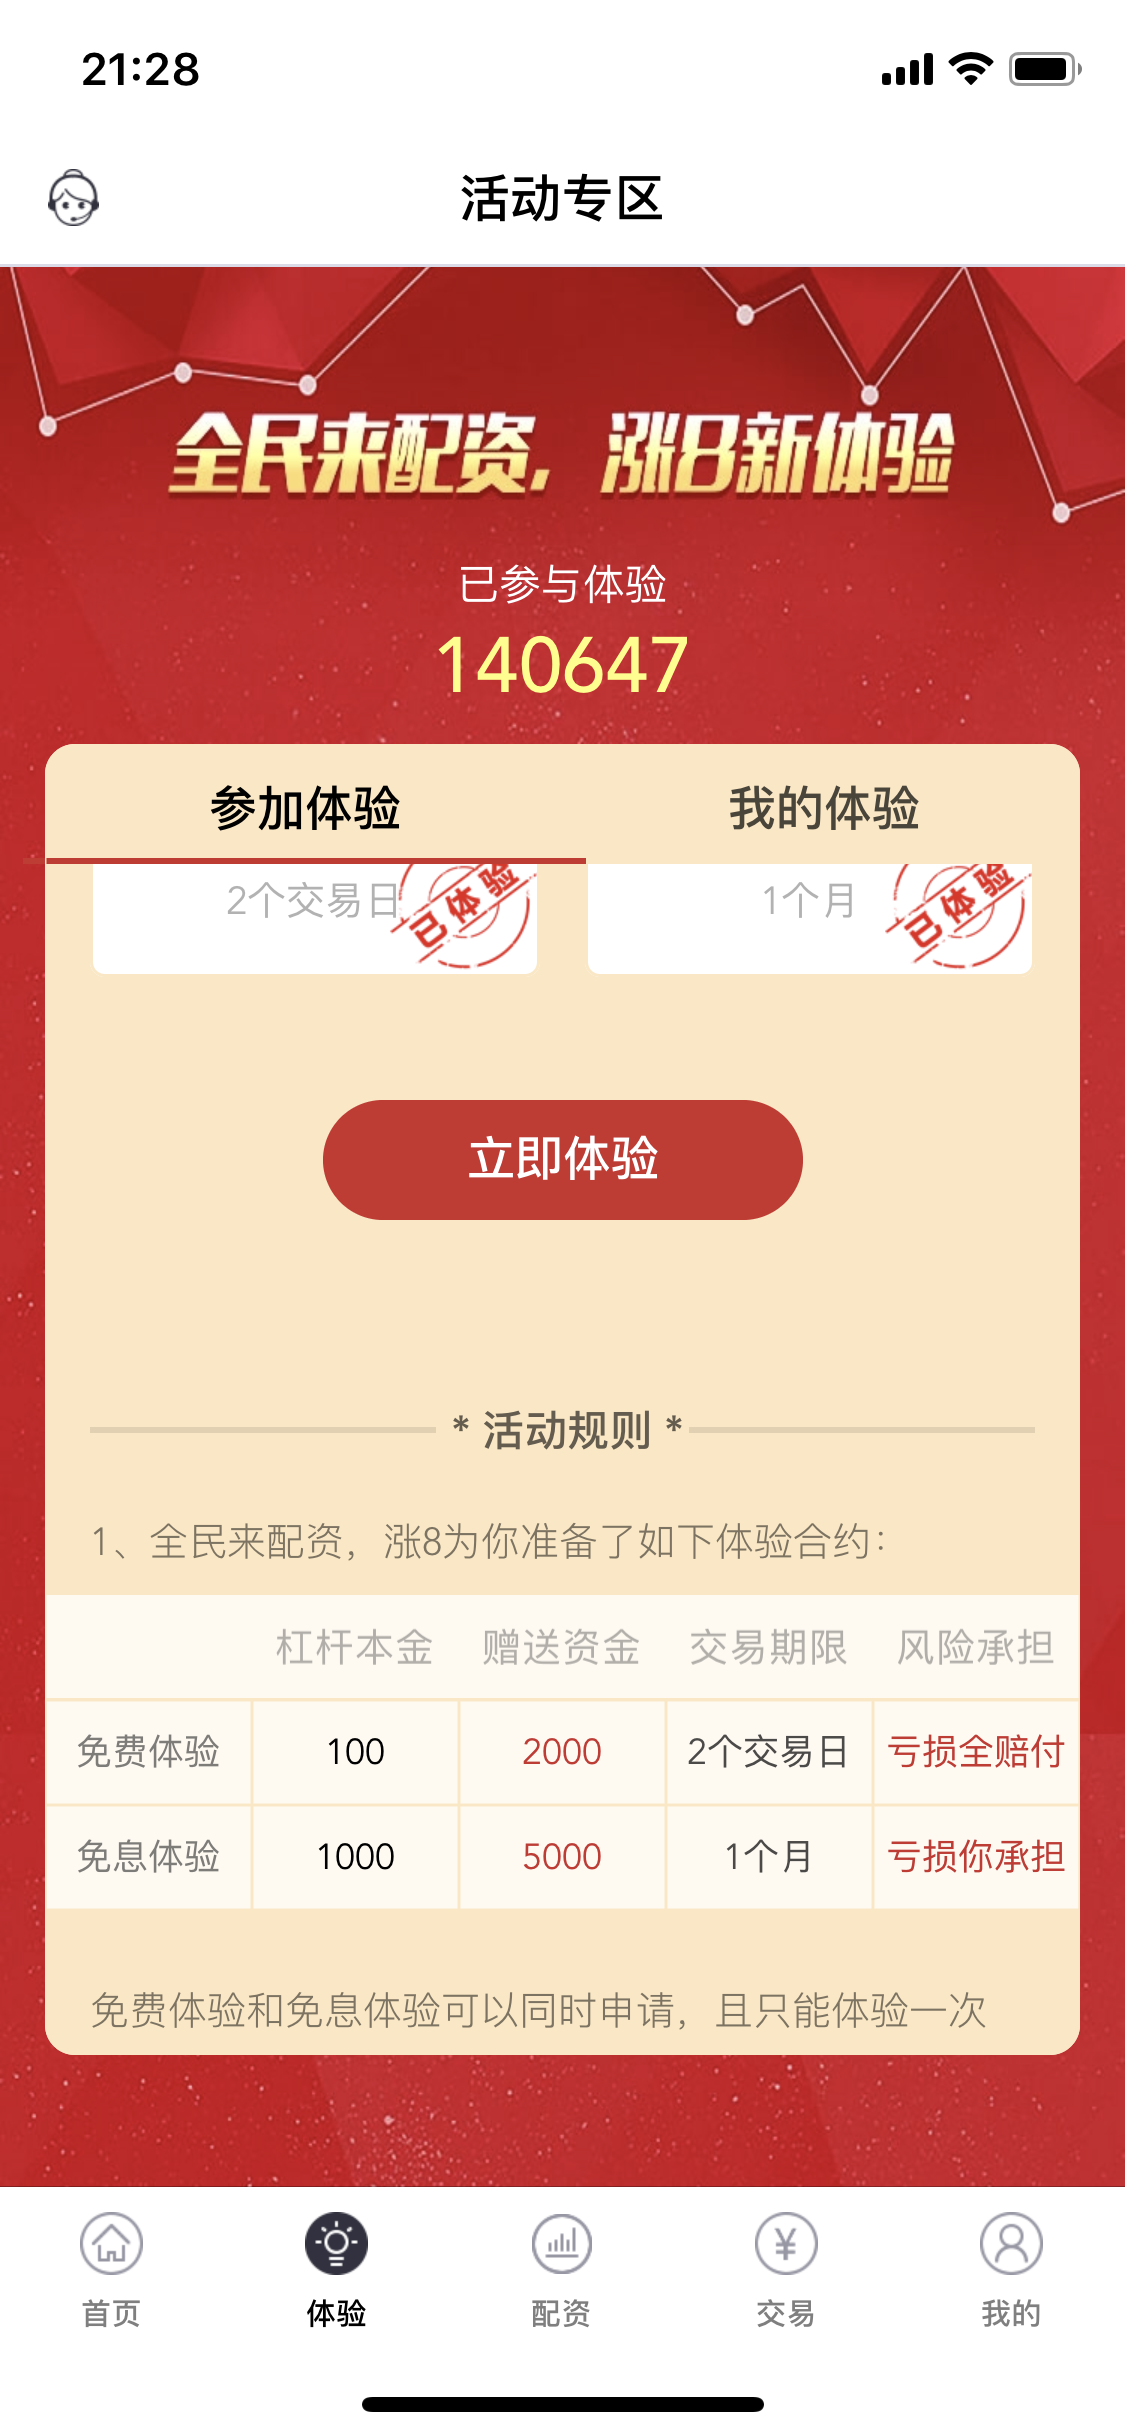 21:28
活动专区
全民来配资，涨8新体验
已参与体验
140647
参加体验 我的体验
2个交易日 已体验 1个月 已体验
立即体验
* 活动规则 *
1、全民来配资，涨8为你准备了如下体验合约：
杠杆本金 赠送资金 交易期限 风险承担
免费体验 100 2000 2个交易日 亏损全赔付
免息体验 1000 5000 1个月 亏损你承担
免费体验和免息体验可以同时申请，且只能体验一次
首页 体验 配资 交易 我的